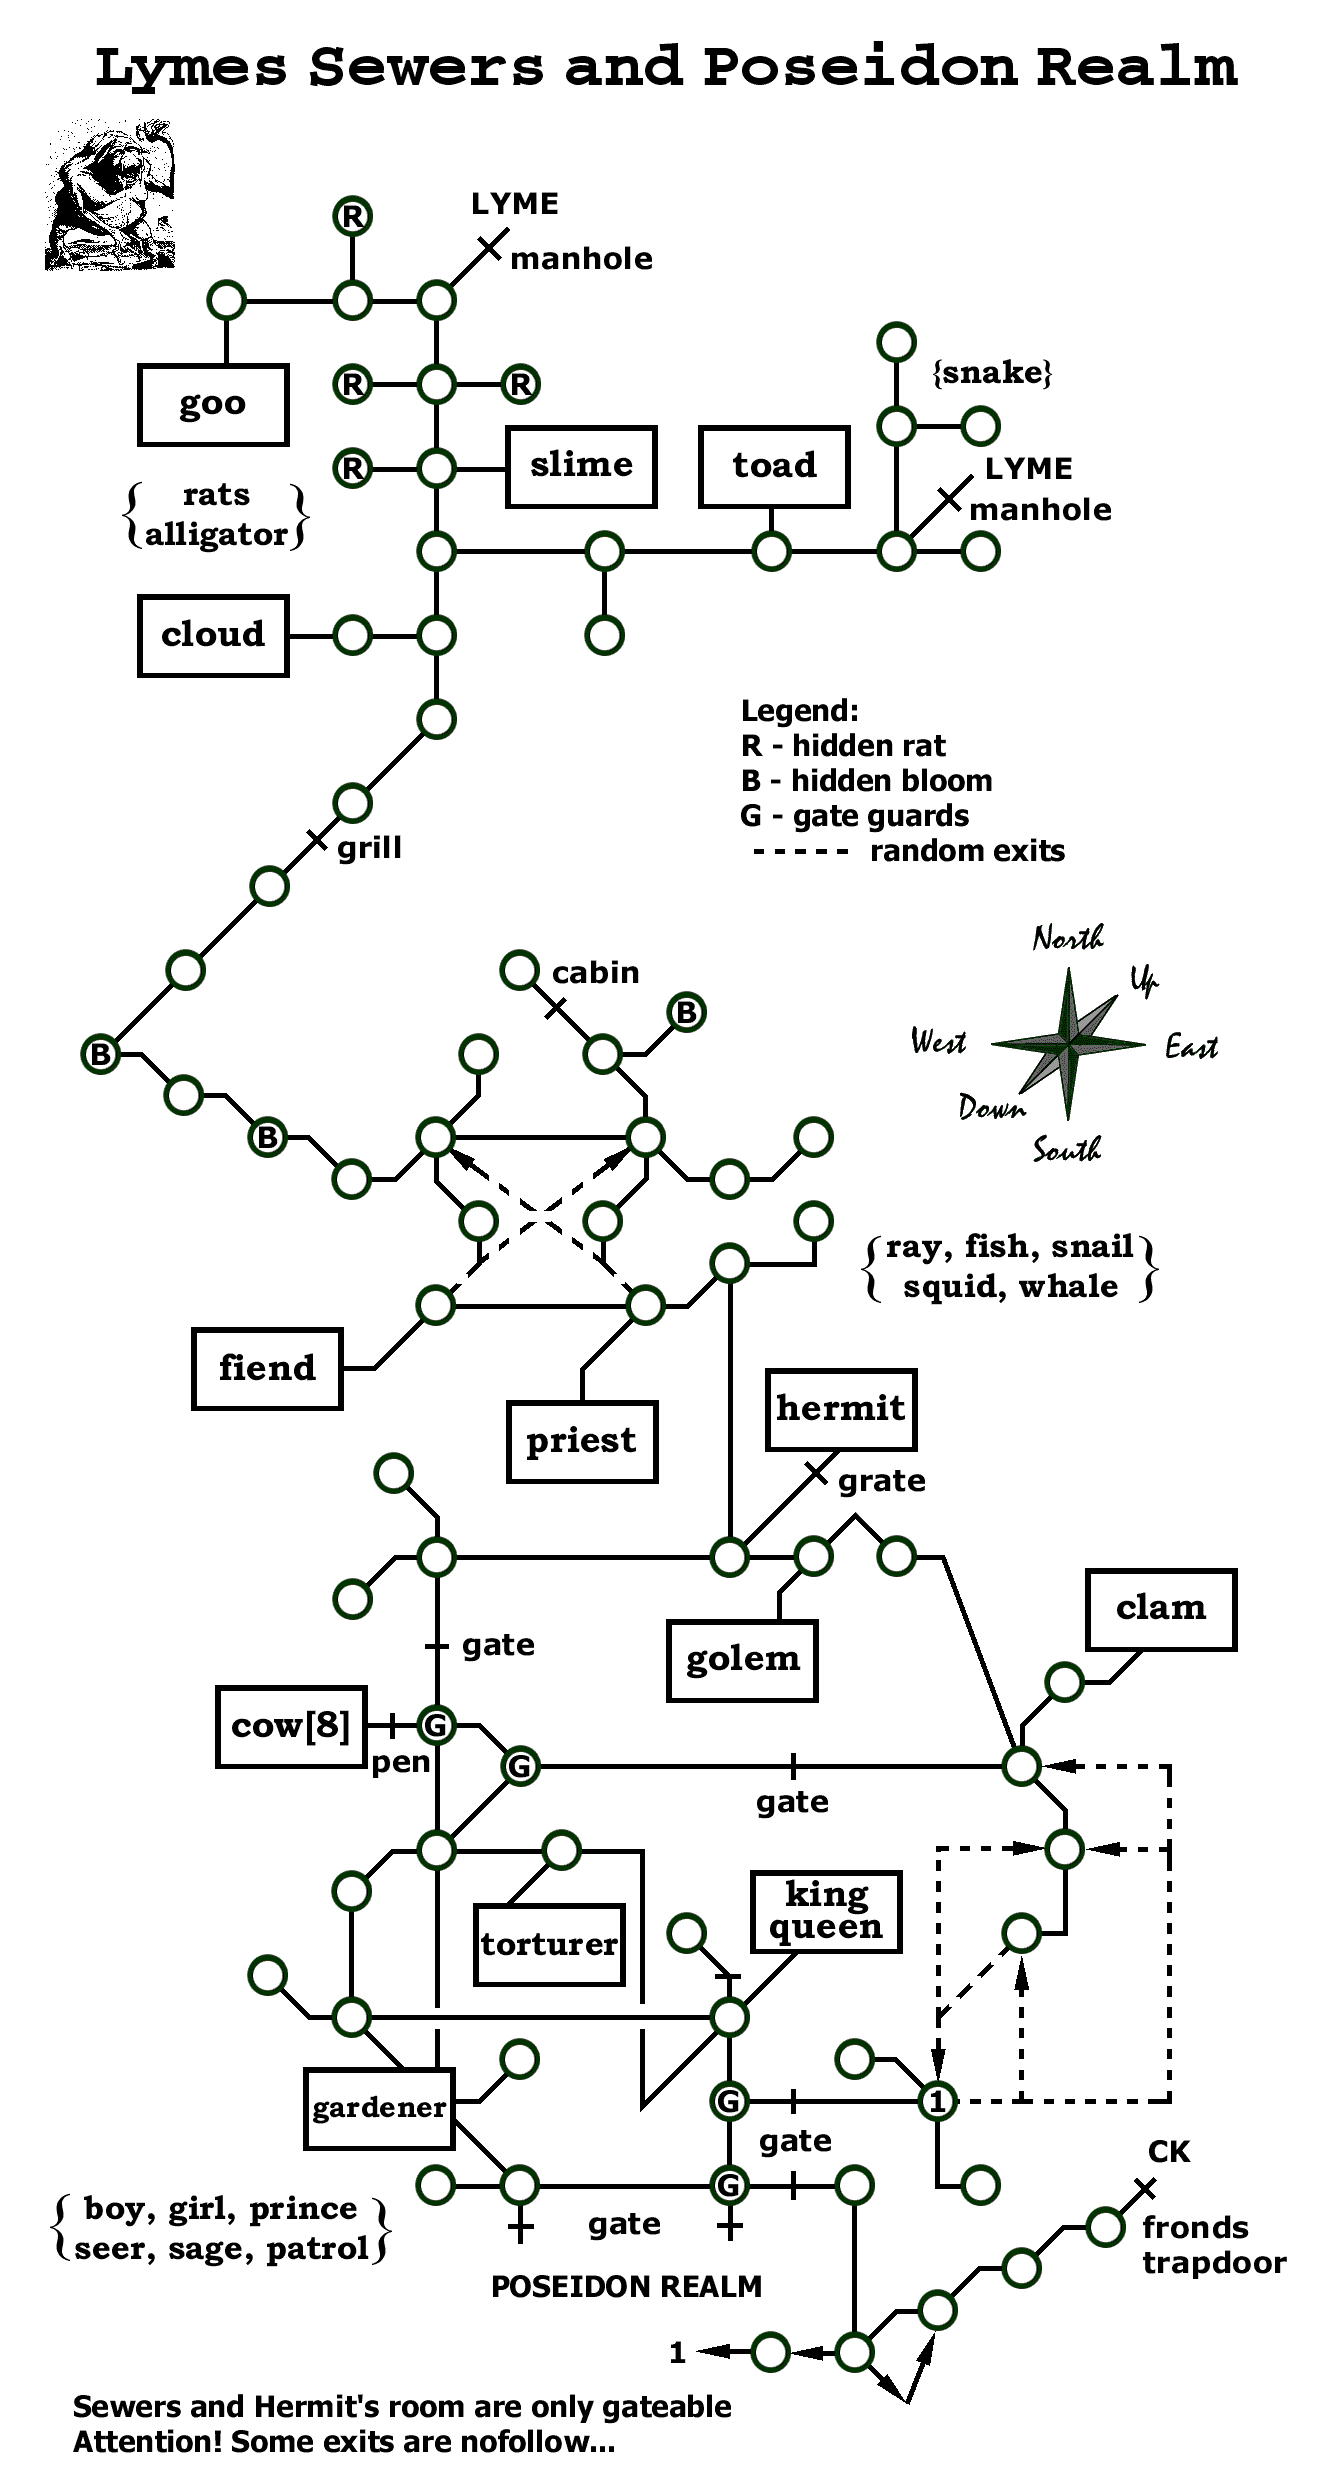 Lymes Sewers and Poseidon Realm
R
LYME
manhole
goo
R
R
{snake}
R
slime
toad
LYME
manhole
rats
alligator
cloud
Legend:
R - hidden rat
B - hidden bloom
G - gate guards
----- random exits
grill
North
Up
West
East
Down
South
cabin
B
B
B
ray, fish, snail
squid, whale
fiend
priest
hermit
grate
clam
gate
golem
cow[8]
G
pen
G
gate
torturer
king
queen
gardener
G
1
gate
CK
G
boy, girl, prince
seer, sage, patrol
gate
fronds
trapdoor
POSEIDON REALM
1
Sewers and Hermit's room are only gateable
Attention! Some exits are nofollow...